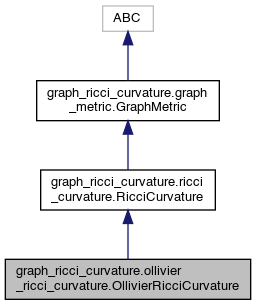 ABC
graph_ricci_curvature.graph
_metric.GraphMetric
graph_ricci_curvature.ricci
_curvature.RicciCurvature
graph_ricci_curvature.ollivier
_ricci_curvature.OllivierRicciCurvature